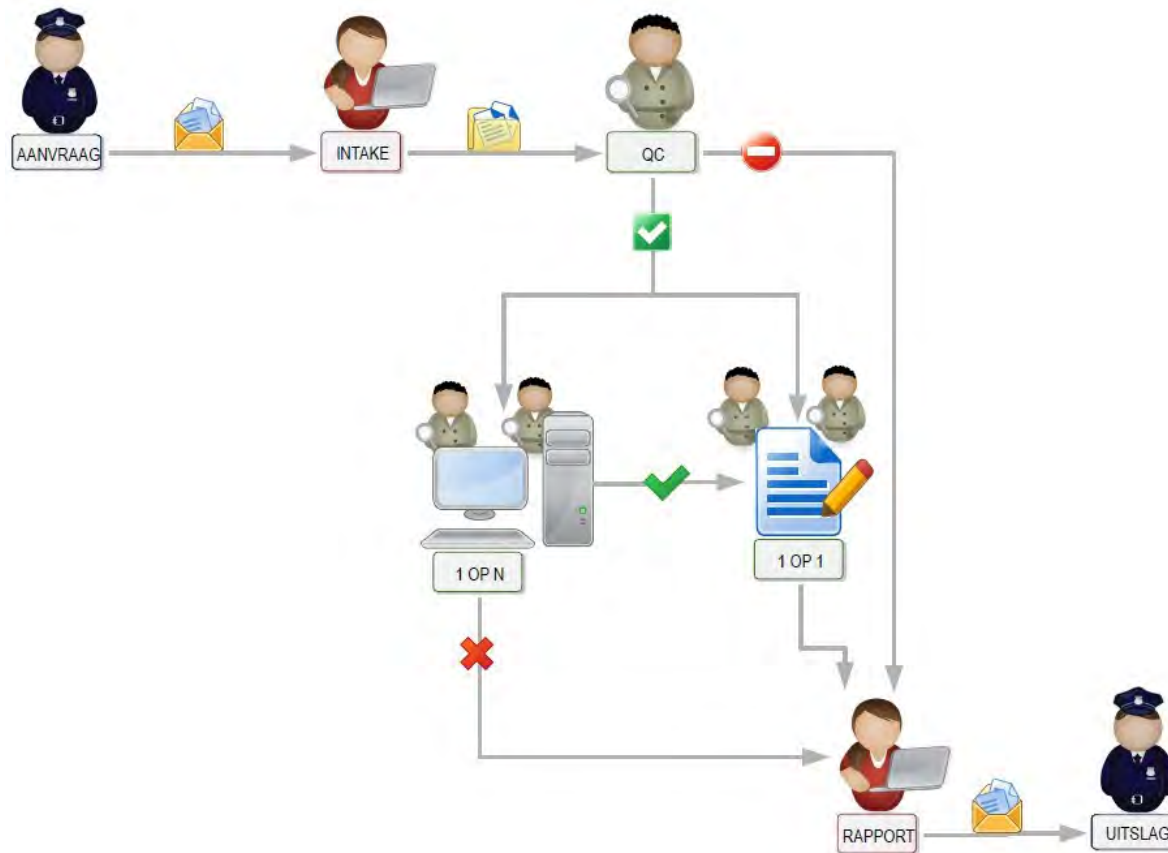 AANVRAAG
INTAKE
QC
1 OP N
1 OP 1
RAPPORT
UITSLAG